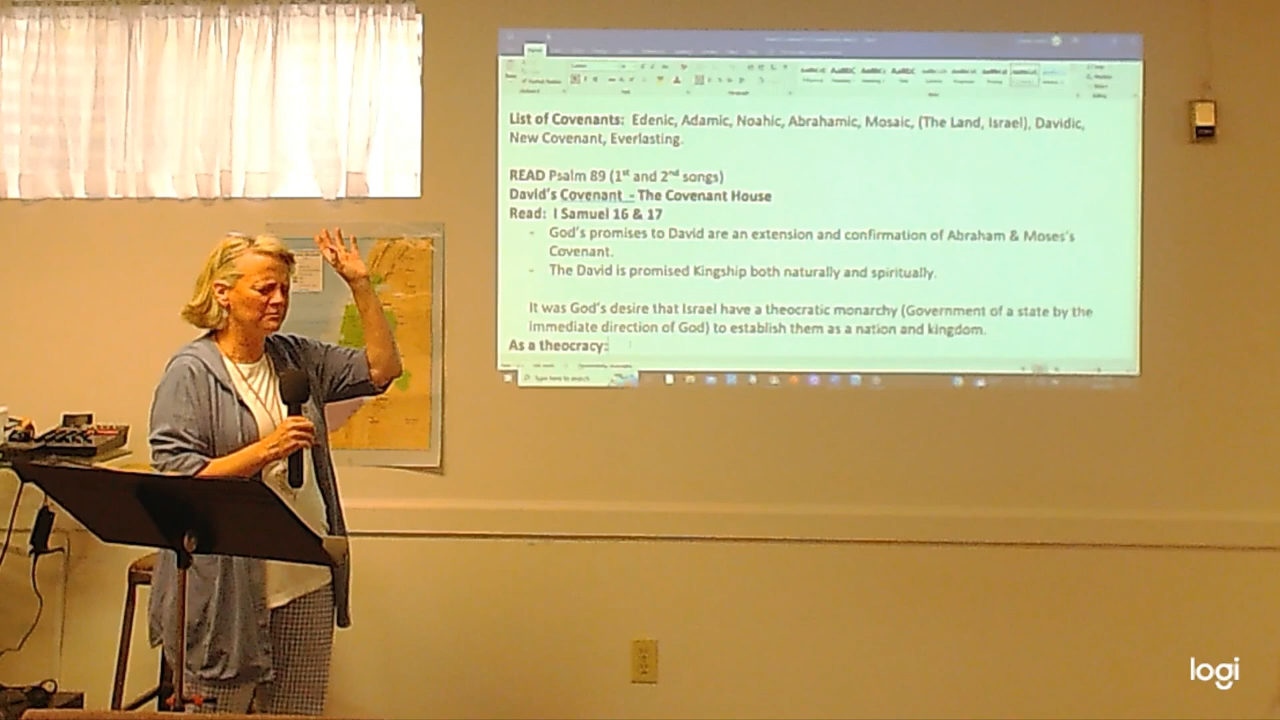 List of Covenants: Edenic, Adamic, Noahic, Abrahamic, Mosaic, (The Land, Israel), Davidic,
New Covenant, Everlasting.
READ Psalm 89 (1st and 2nd songs)
David's Covenant - The Covenant House
Read: I Samuel 16 & 17
- God's promises to David are an extension and confirmation of Abraham & Moses's
Covenant.
- The David is promised Kingship both naturally and spiritually.
It was God's desire that Israel have a theocratic monarchy (Government of a state by the
immediate direction of God) to establish them as a nation and kingdom.
As a theocracy:
Type here to search
logi